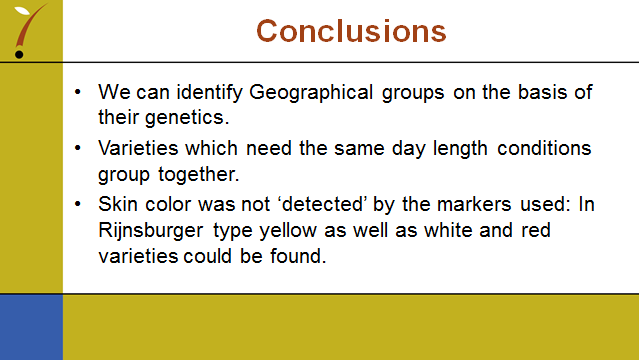 Conclusions
• We can identify Geographical groups on the basis of
their genetics.
• Varieties which need the same day length conditions
group together.
• Skin color was not ‘detected’ by the markers used: In
Rijnsburger type yellow as well as white and red
varieties could be found.